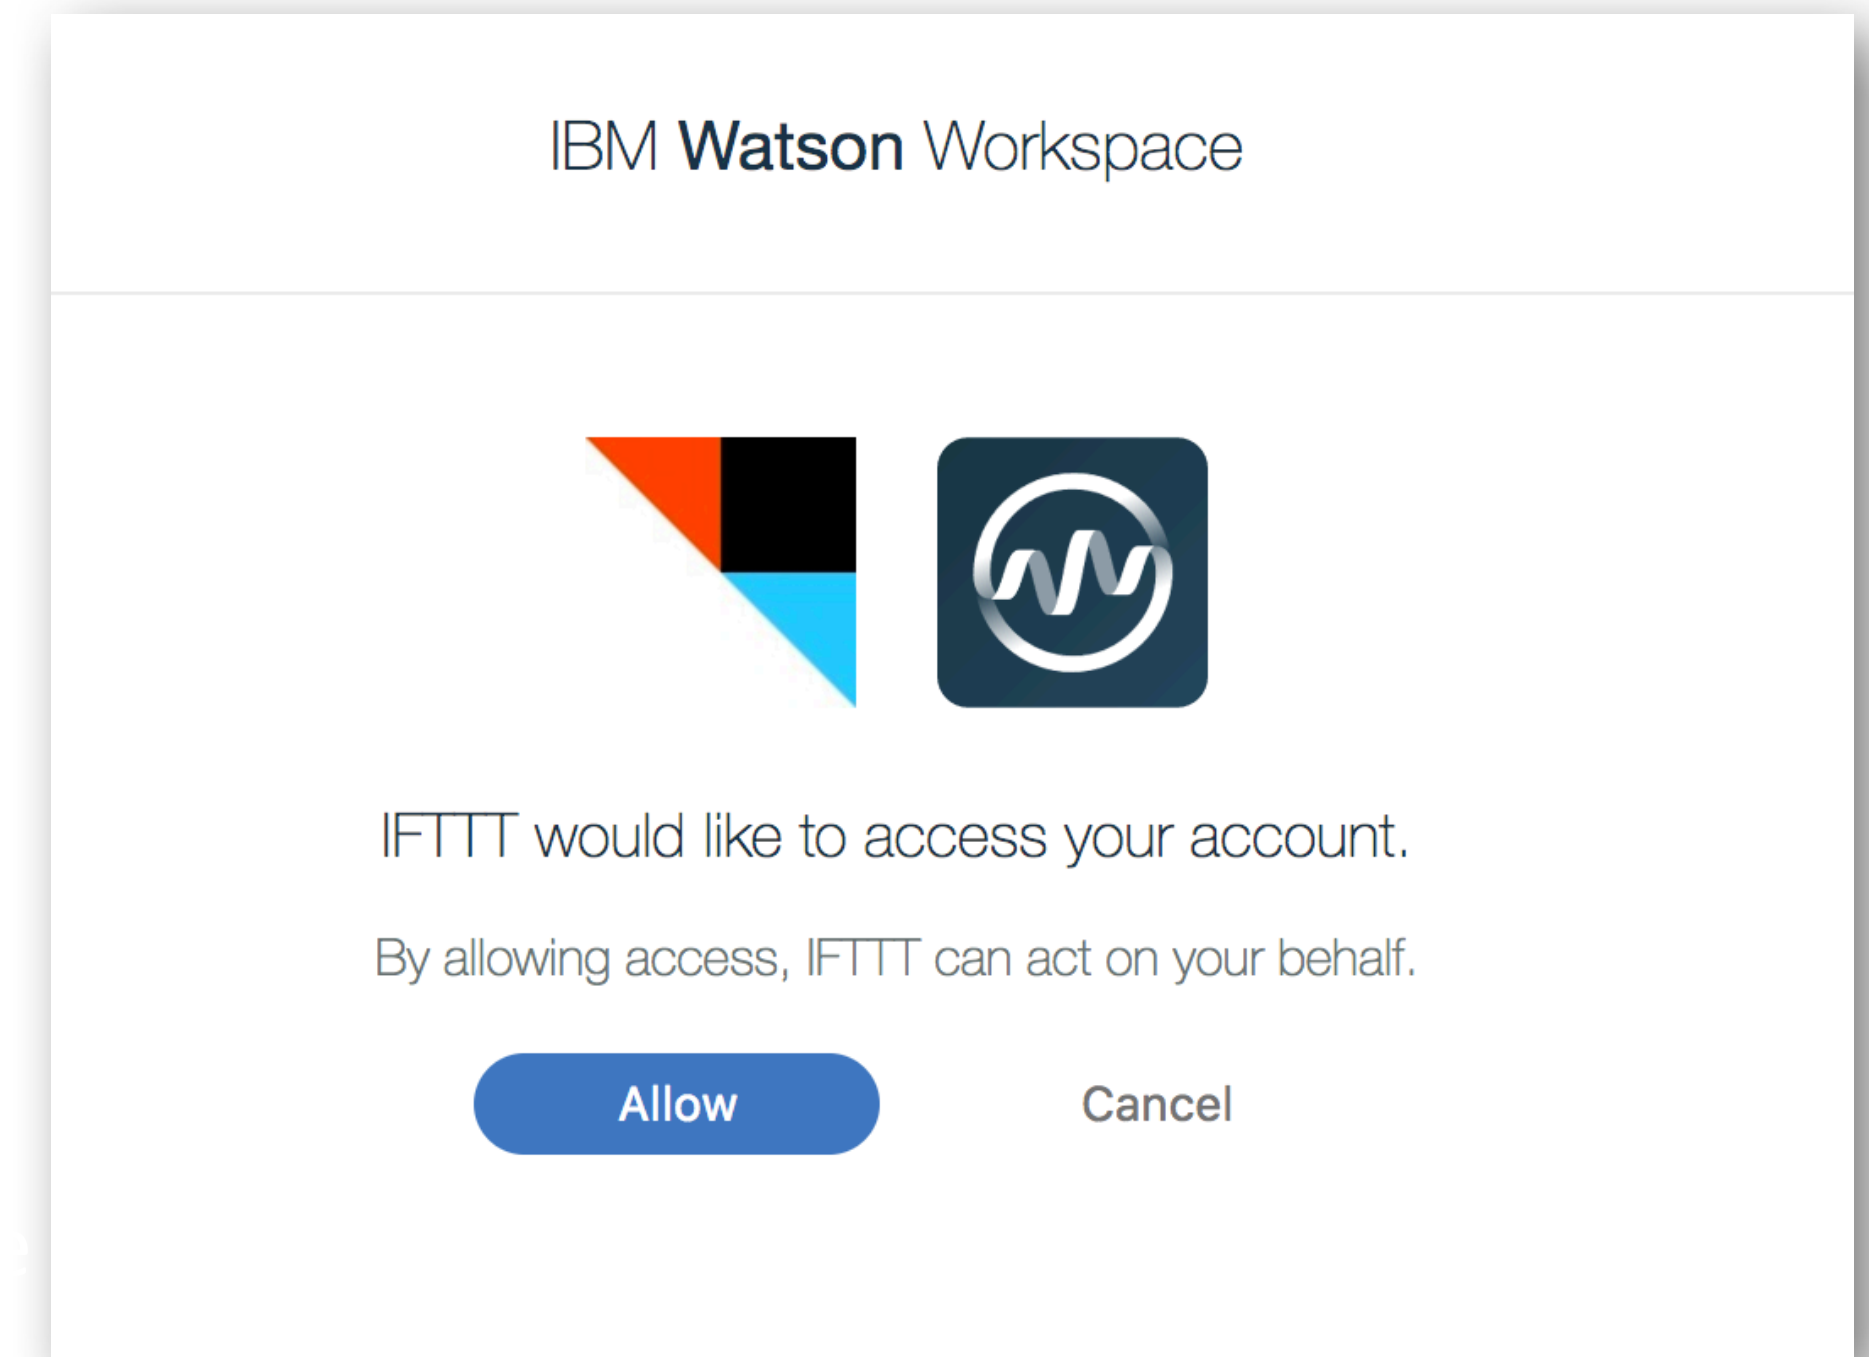 IBM Watson Workspace
IFTTT would like to access your account.
By allowing access, IFTTT can act on your behalf.
Allow
Cancel